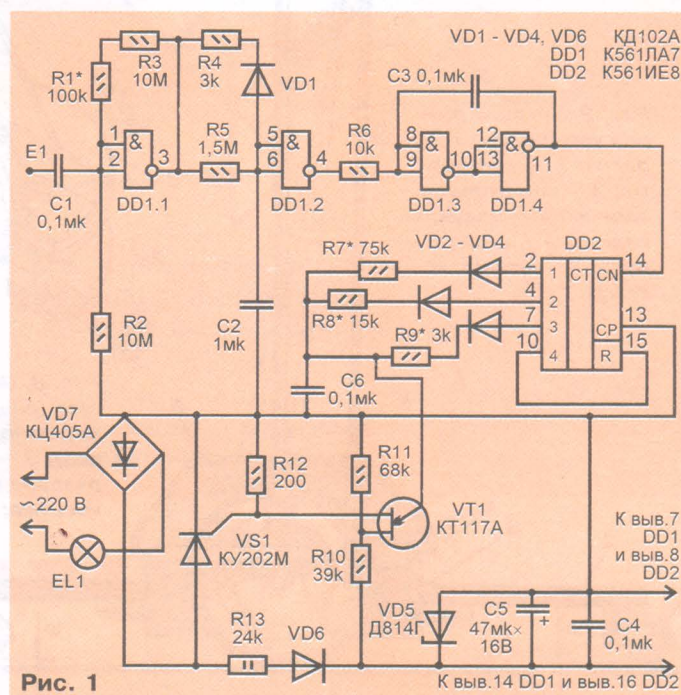 VD1 - VD4, VD6 КД102А
DD1 К561ЛА7
DD2 К561ИЕ8
R1*
100k
R3
10M
R4
3k
VD1
C3 0,1мк
E1
C1
0,1мк
1
2
&
3
DD1.1
R5
1,5M
5
6
&
4
DD1.2
R6
10k
8
9
&
10
DD1.3
12
13
&
11
DD1.4
R2
10M
C2
1мк
R7* 75k
VD2 - VD4
R8* 15k
R9* 3k
C6
0,1мк
DD2
2
4
7
10
1
2
3
4
CT
CN
CP
R
14
13
15
VD7
КЦ405А
~220 В
EL1
R12
200
R11
68k
VS1
КУ202М
R10
39k
VT1
КТ117А
R13
24k
VD6
VD5
Д814Г
C5
47мк×
16В
+
C4
0,1мк
К выв.7
DD1
и выв.8
DD2
К выв.14 DD1 и выв.16 DD2
Рис. 1